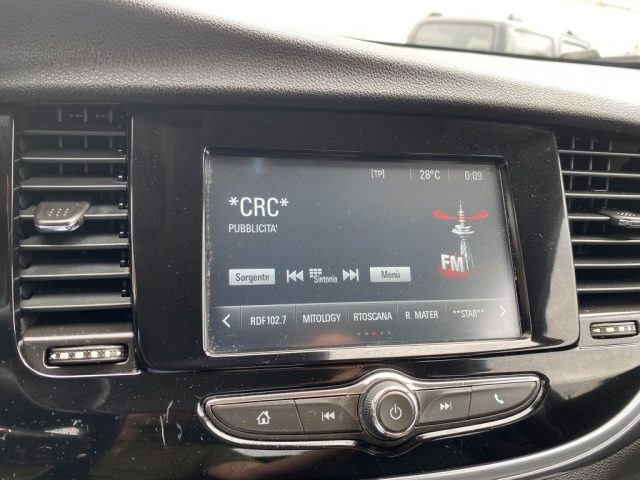 [TP] 28°C 0:09
*CRC*
PUBBLICITA'
FM
Sorgente Sintonia Menù
RDF102.7 MITOLOGY RTOSCANA R. MATER **STAR**